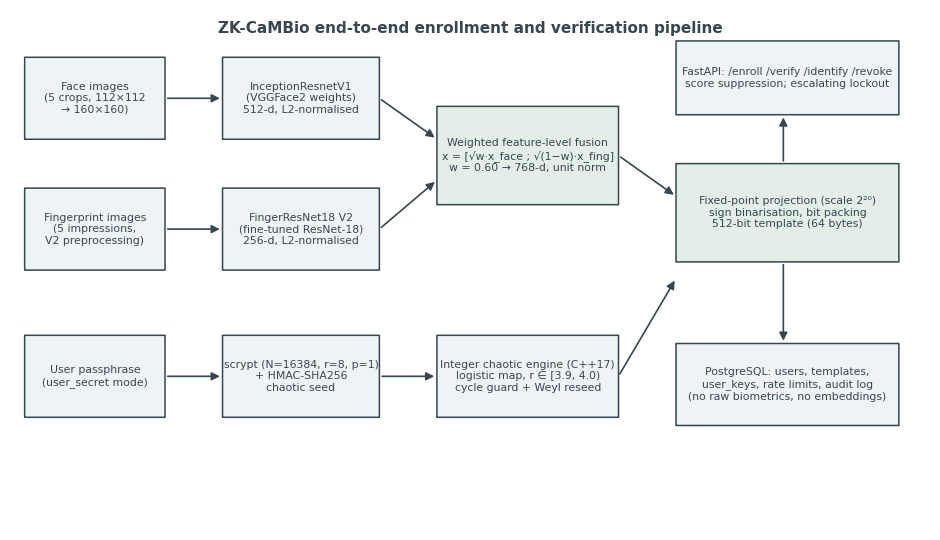 ZK-CaMBio end-to-end enrollment and verification pipeline
Face images
(5 crops, 112×112
→ 160×160)
InceptionResnetV1
(VGGFace2 weights)
512-d, L2-normalised
Weighted feature-level fusion
x = [√w·x_face ; √(1−w)·x_fing]
w = 0.60 → 768-d, unit norm
FastAPI: /enroll /verify /identify /revoke
score suppression; escalating lockout
Fingerprint images
(5 impressions,
V2 preprocessing)
FingerResNet18 V2
(fine-tuned ResNet-18)
256-d, L2-normalised
Fixed-point projection (scale 2²⁰)
sign binarisation, bit packing
512-bit template (64 bytes)
User passphrase
(user_secret mode)
scrypt (N=16384, r=8, p=1)
+ HMAC-SHA256
chaotic seed
Integer chaotic engine (C++17)
logistic map, r ∈ [3.9, 4.0)
cycle guard + Weyl reseed
PostgreSQL: users, templates,
user_keys, rate limits, audit log
(no raw biometrics, no embeddings)